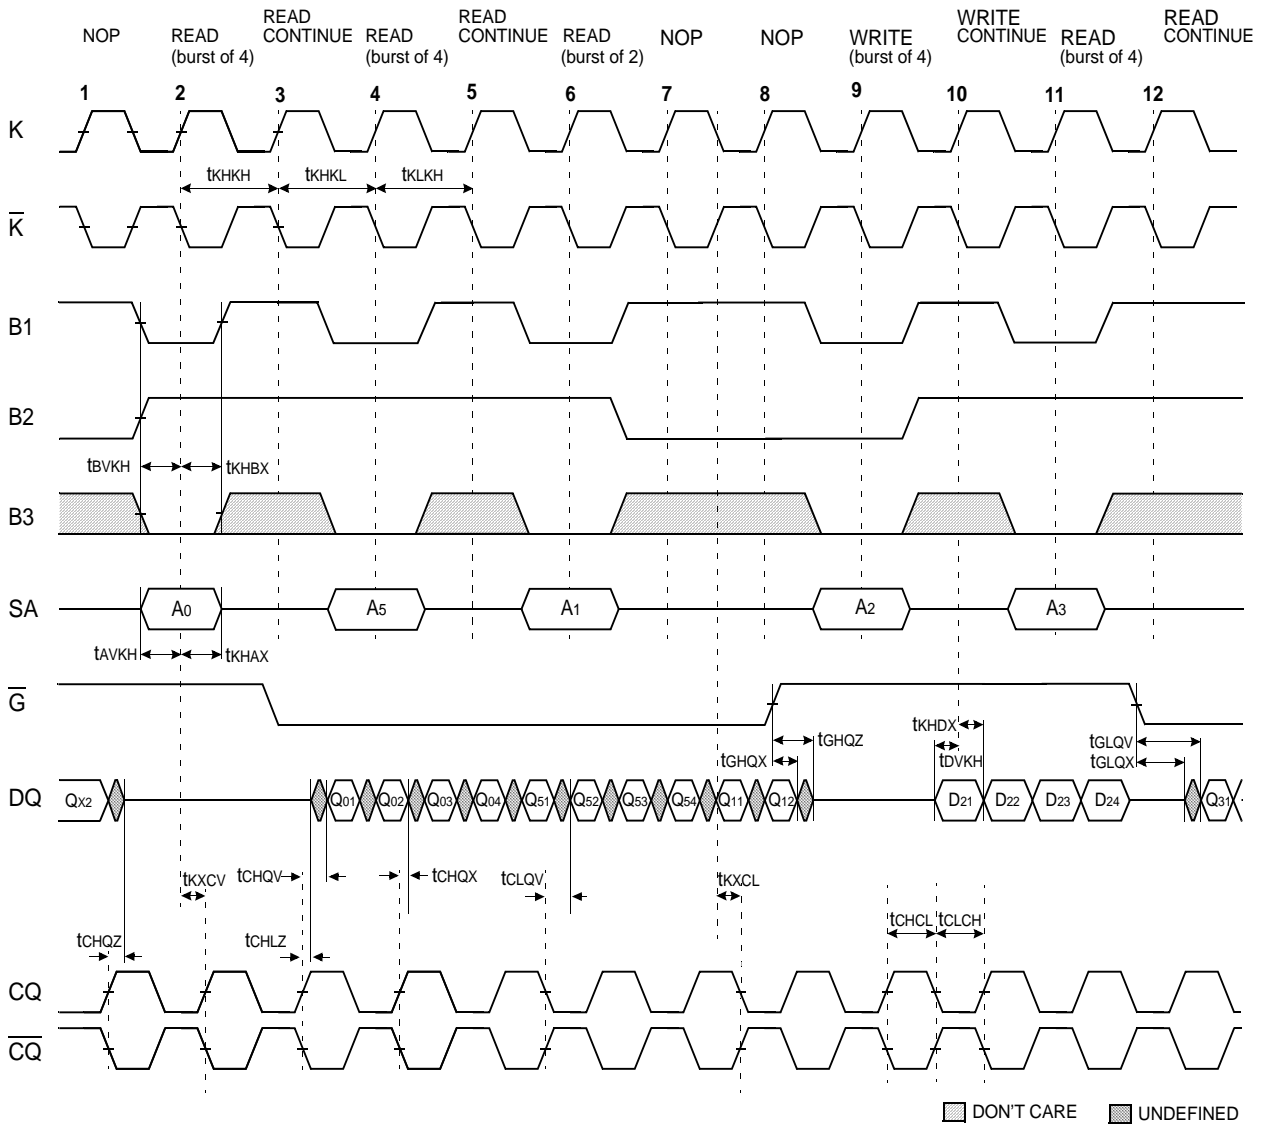 NOP
READ
(burst of 4)
READ
CONTINUE
READ
(burst of 4)
READ
CONTINUE
READ
(burst of 2)
NOP
NOP
WRITE
(burst of 4)
WRITE
CONTINUE
READ
(burst of 4)
READ
CONTINUE
1 2 3 4 5 6 7 8 9 10 11 12
K
tKHKH tKHKL tKLKH
K
B1
B2
tBVKH tKHBX
B3
SA A0 A5 A1 A2 A3
tAVKH tKHAX
G
tKHDX tGHQZ tGLQV
tGHQX tDVKH tGLQX
DQ QX2 Q01 Q02 Q03 Q04 Q51 Q52 Q53 Q54 Q11 Q12 D21 D22 D23 D24 Q31
tKXCV tCHQV tCHQX tCLQV tKXCL
tCHQZ tCHLZ tCHCL tCLCH
CQ
CQ
DON'T CARE UNDEFINED